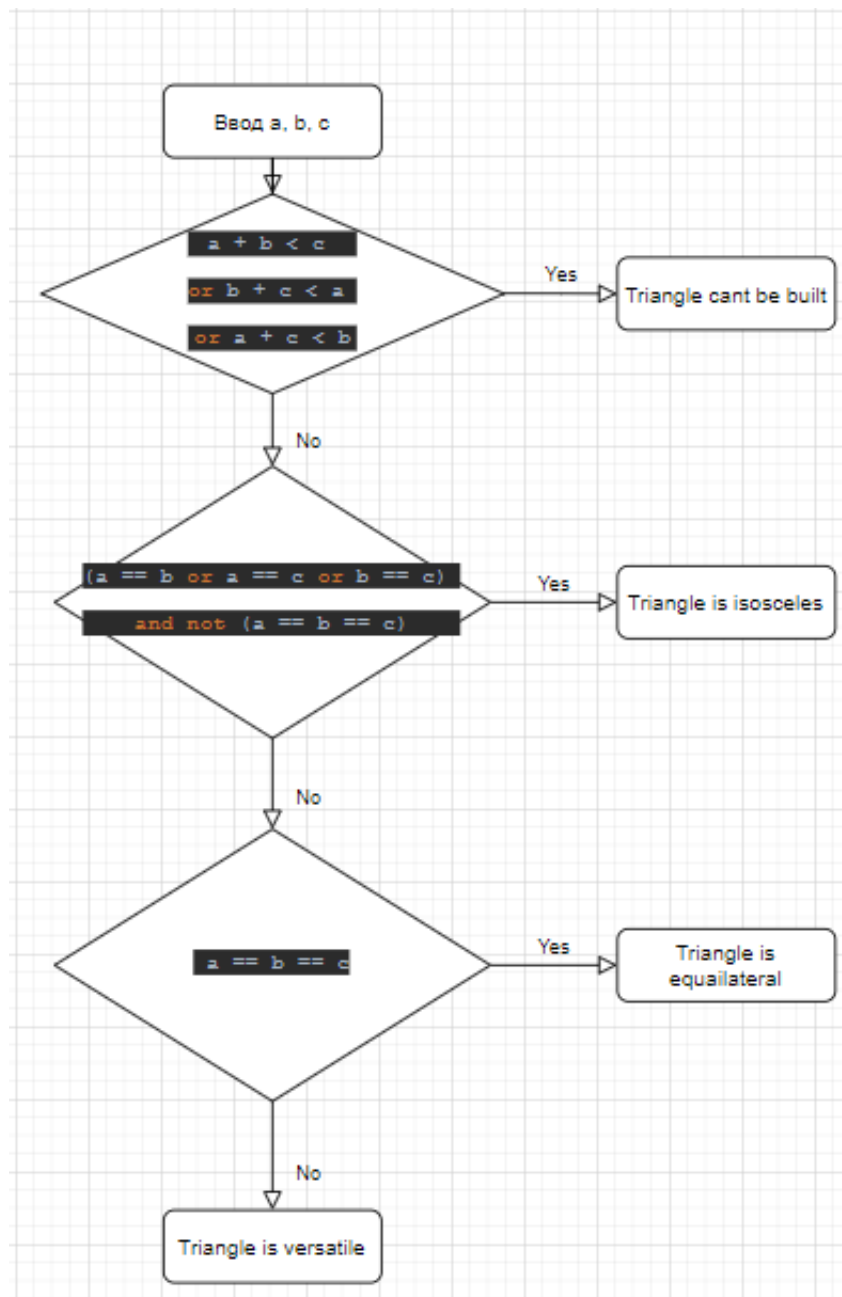 Ввод a, b, c
a + b < c
or b + c < a
or a + c < b
Yes
Triangle cant be built
No
(a == b or a == c or b == c)
and not (a == b == c)
Yes
Triangle is isosceles
No
a == b == c
Yes
Triangle is
equailateral
No
Triangle is versatile